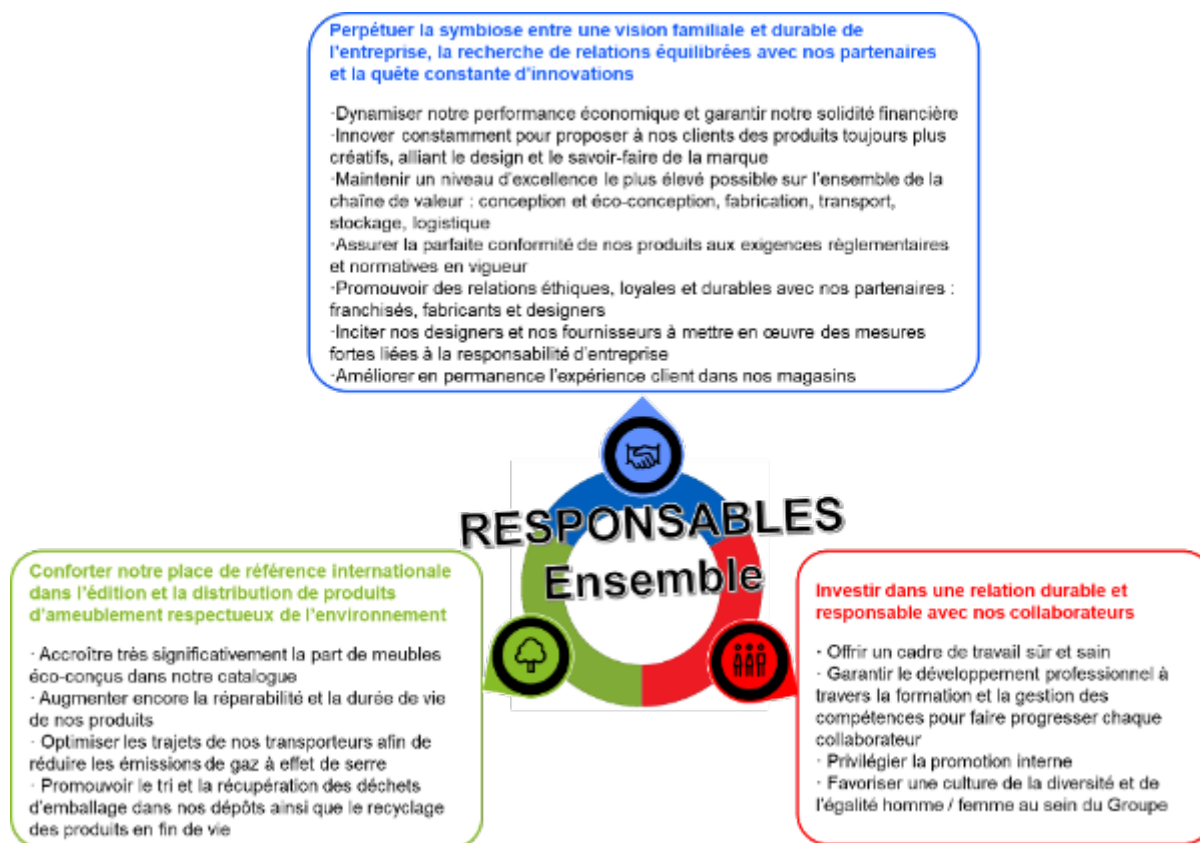 Perpétuer la symbiose entre une vision familiale et durable de
l'entreprise, la recherche de relations équilibrées avec nos partenaires
et la quête constante d'innovations
·Dynamiser notre performance économique et garantir notre solidité financière
·Innover constamment pour proposer à nos clients des produits toujours plus
créatifs, alliant le design et le savoir-faire de la marque
·Maintenir un niveau d'excellence le plus élevé possible sur l'ensemble de la
chaîne de valeur : conception et éco-conception, fabrication, transport,
stockage, logistique
·Assurer la parfaite conformité de nos produits aux exigences règlementaires
et normatives en vigueur
·Promouvoir des relations éthiques, loyales et durables avec nos partenaires :
franchisés, fabricants et designers
·Inciter nos designers et nos fournisseurs à mettre en œuvre des mesures
fortes liées à la responsabilité d'entreprise
·Améliorer en permanence l'expérience client dans nos magasins
RESPONSABLES
Ensemble
Conforter notre place de référence internationale
dans l'édition et la distribution de produits
d'ameublement respectueux de l'environnement
· Accroître très significativement la part de meubles
éco-conçus dans notre catalogue
· Augmenter encore la réparabilité et la durée de vie
de nos produits
· Optimiser les trajets de nos transporteurs afin de
réduire les émissions de gaz à effet de serre
· Promouvoir le tri et la récupération des déchets
d'emballage dans nos dépôts ainsi que le recyclage
des produits en fin de vie
Investir dans une relation durable et
responsable avec nos collaborateurs
· Offrir un cadre de travail sûr et sain
· Garantir le développement professionnel à
travers la formation et la gestion des
compétences pour faire progresser chaque
collaborateur
· Privilégier la promotion interne
· Favoriser une culture de la diversité et de
l'égalité homme / femme au sein du Groupe